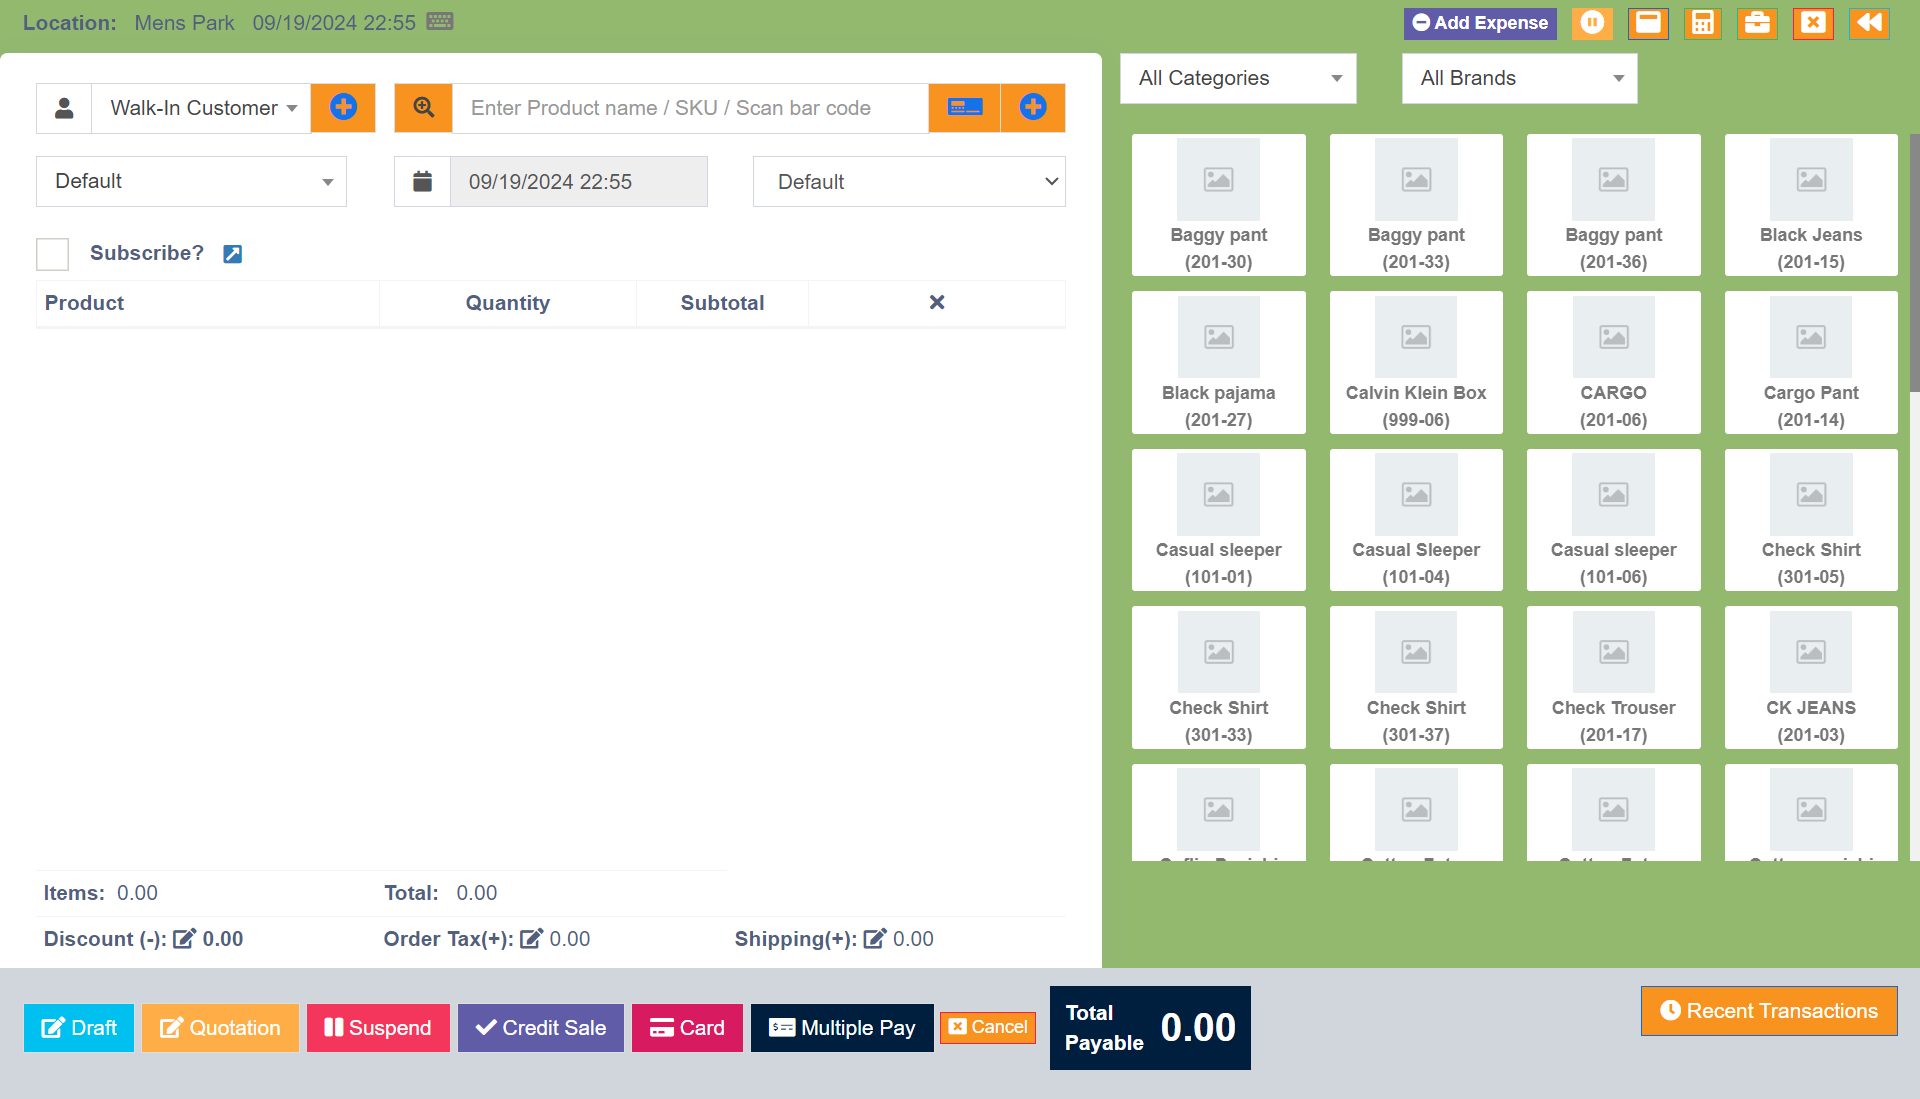 Location: Mens Park 09/19/2024 22:55
Add Expense
Walk-In Customer
Enter Product name / SKU / Scan bar code
All Categories
All Brands
Default
09/19/2024 22:55
Default
Subscribe?
Product Quantity Subtotal
Baggy pant
(201-30)
Baggy pant
(201-33)
Baggy pant
(201-36)
Black Jeans
(201-15)
Black pajama
(201-27)
Calvin Klein Box
(999-06)
CARGO
(201-06)
Cargo Pant
(201-14)
Casual sleeper
(101-01)
Casual Sleeper
(101-04)
Casual sleeper
(101-06)
Check Shirt
(301-05)
Check Shirt
(301-33)
Check Shirt
(301-37)
Check Trouser
(201-17)
CK JEANS
(201-03)
Items: 0.00 Total: 0.00
Discount (-): 0.00 Order Tax(+): 0.00 Shipping(+): 0.00
Draft
Quotation
Suspend
Credit Sale
Card
Multiple Pay
Cancel
Total
Payable
0.00
Recent Transactions